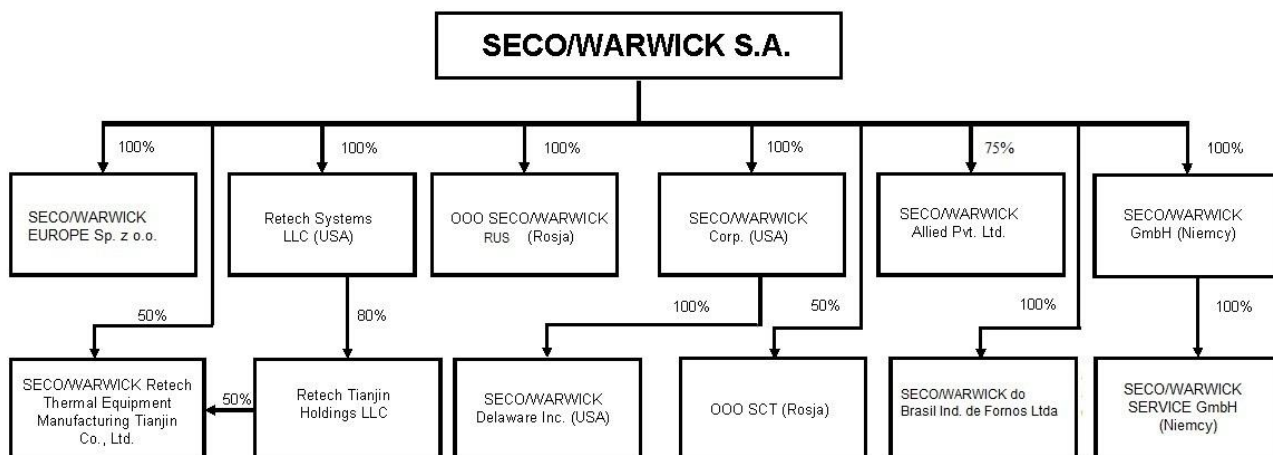 SECO/WARWICK S.A.
100%
100%
100%
100%
75%
100%
SECO/WARWICK
EUROPE Sp. z o.o.
Retech Systems
LLC (USA)
OOO SECO/WARWICK
RUS (Rosja)
SECO/WARWICK
Corp. (USA)
SECO/WARWICK
Allied Pvt. Ltd.
SECO/WARWICK
GmbH (Niemcy)
50%
80%
100%
50%
100%
100%
SECO/WARWICK Retech
Thermal Equipment
Manufacturing Tianjin
Co., Ltd.
50%
Retech Tianjin
Holdings LLC
SECO/WARWICK
Delaware Inc. (USA)
OOO SCT (Rosja)
SECO/WARWICK do
Brasil Ind. de Fornos Ltda
SECO/WARWICK
SERVICE GmbH
(Niemcy)